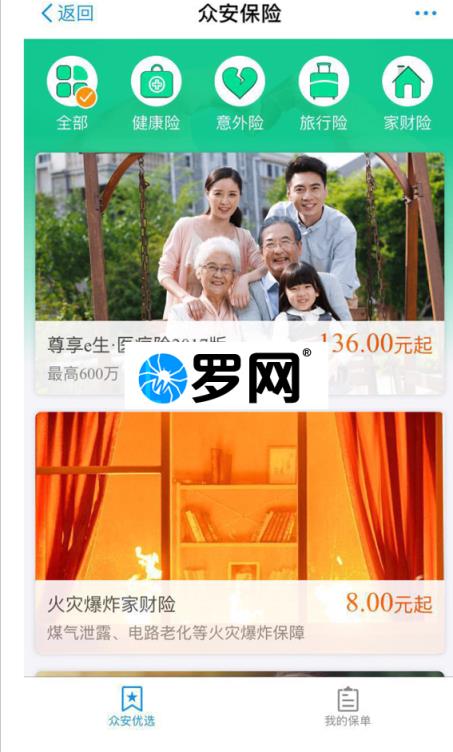 返回
众安保险
全部
健康险
意外险
旅行险
家财险
尊享e生·医疗险2017版
136.00元起
最高600万
罗网®
火灾爆炸家财险
8.00元起
煤气泄露、电路老化等火灾爆炸保障
众安优选
我的保单